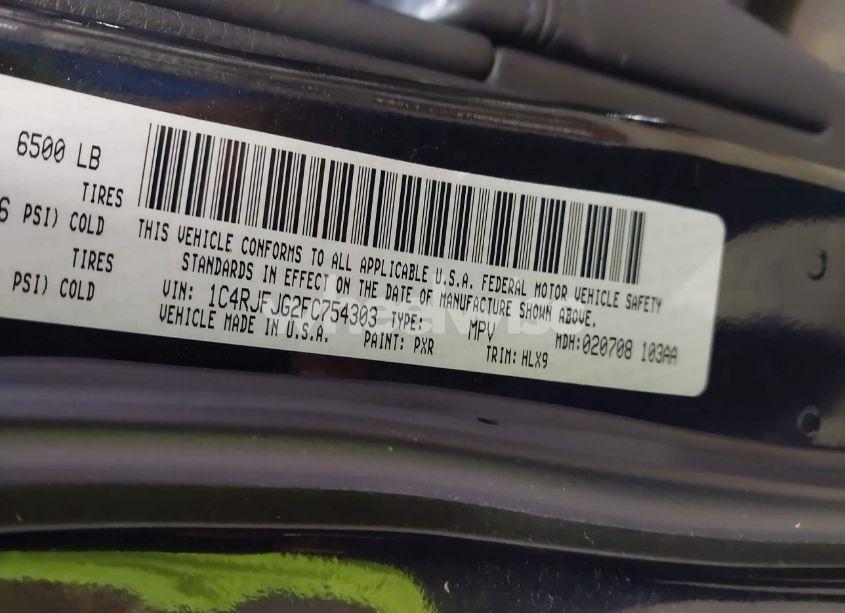 6500 LB
TIRES
6 PSI) COLD
TIRES
PSI) COLD
THIS VEHICLE CONFORMS TO ALL APPLICABLE U.S.A. FEDERAL MOTOR VEHICLE SAFETY
STANDARDS IN EFFECT ON THE DATE OF MANUFACTURE SHOWN ABOVE.
VIN: 1C4RJFJG2FC754303 TYPE: MPV MDH:020708 103AA
VEHICLE MADE IN U.S.A. PAINT: PXR TRIM: HLX9